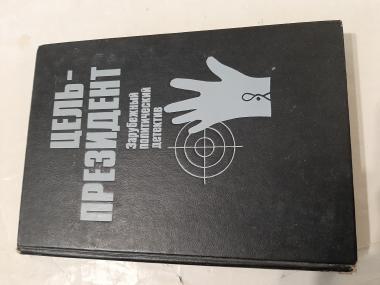 ЦЕЛЬ-
ПРЕЗИДЕНТ
Зарубежный
политический
детектив